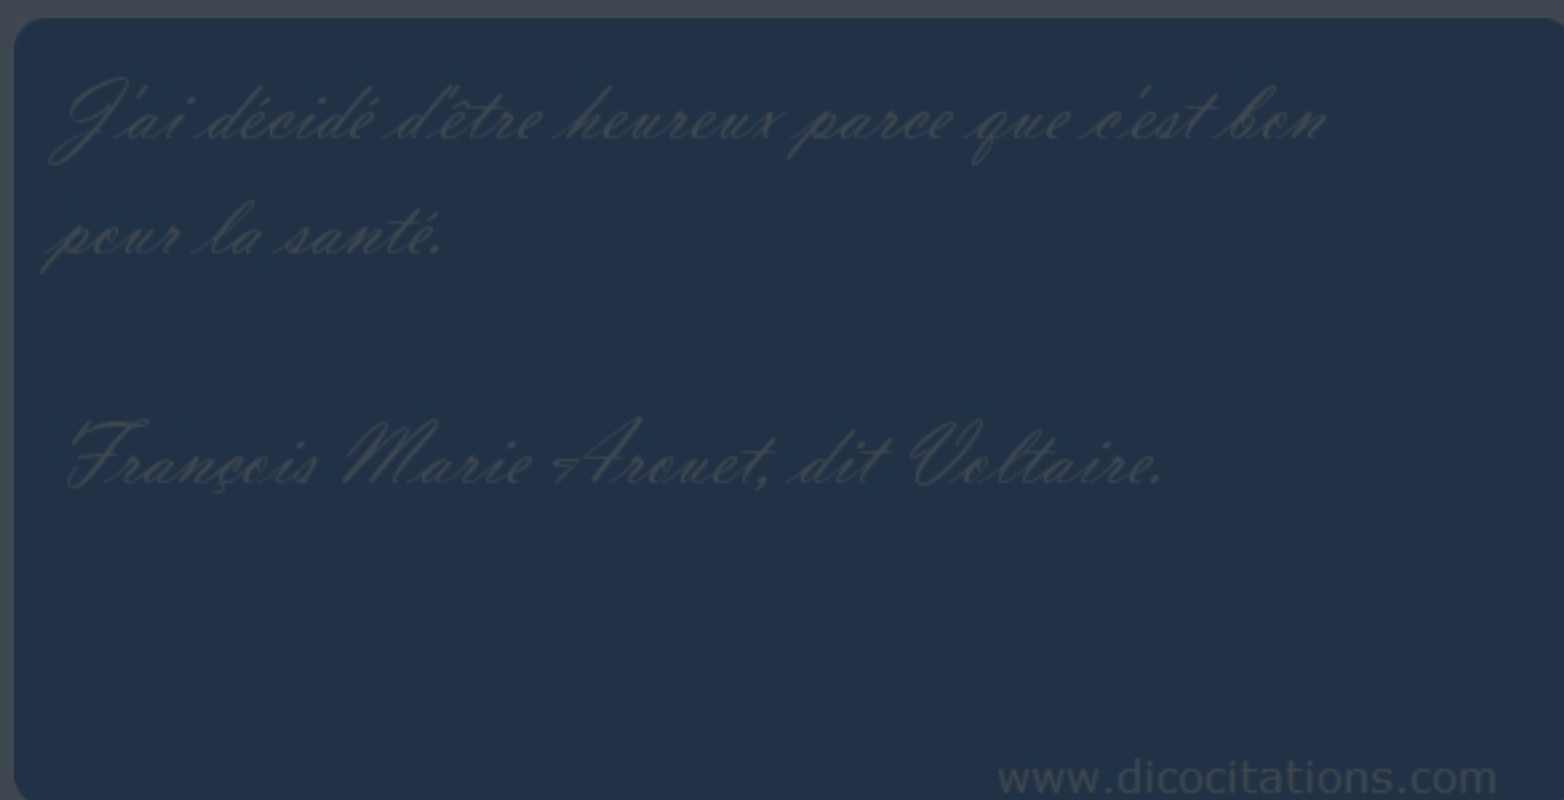 J'ai décidé d'être heureux parce que c'est bon
pour la santé.
François Marie Arouet, dit Voltaire.
www.dicocitations.com